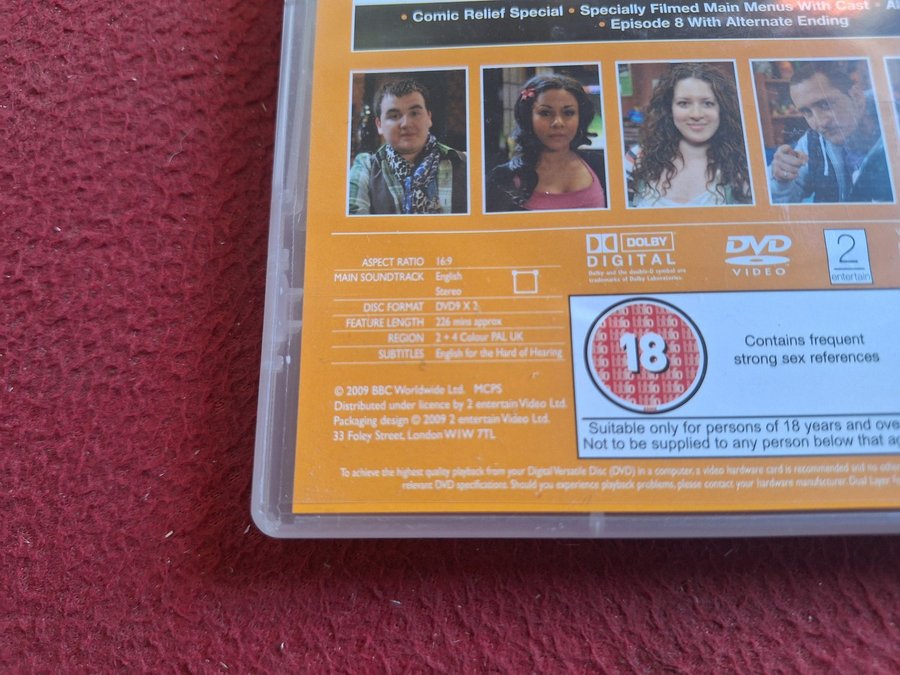 • Comic Relief Special • Specially Filmed Main Menus With Cast •
• Episode 8 With Alternate Ending
ASPECT RATIO 16:9
MAIN SOUNDTRACK English
Stereo
DISC FORMAT DVD9 X 2
FEATURE LENGTH 226 mins approx
REGION 2 + 4 Colour PAL UK
SUBTITLES English for the Hard of Hearing
DOLBY
DIGITAL
Dolby and the double-D symbol are
trademarks of Dolby Laboratories.
DVD
VIDEO
2
entertain
18
Contains frequent
strong sex references
Suitable only for persons of 18 years and
Not to be supplied to any person below that
© 2009 BBC Worldwide Ltd. MCPS
Distributed under licence by 2 entertain Video Ltd.
Packaging design © 2009 2 entertain Video Ltd.
33 Foley Street, London W1W 7TL
To achieve the highest quality playback from your Digital Versatile Disc (DVD) in a computer, a video hardware card is recommended and no
relevant DVD specifications. Should you experience playback problems, please contact your hardware manufacturer. Dual Layer